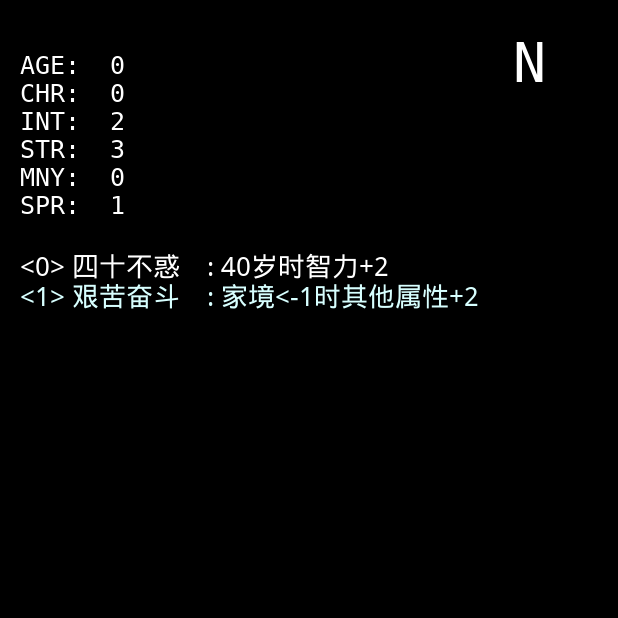 N
AGE: 0
CHR: 0
INT: 2
STR: 3
MNY: 0
SPR: 1
<0> 四十不惑 : 40岁时智力+2
<1> 艰苦奋斗 : 家境<-1时其他属性+2